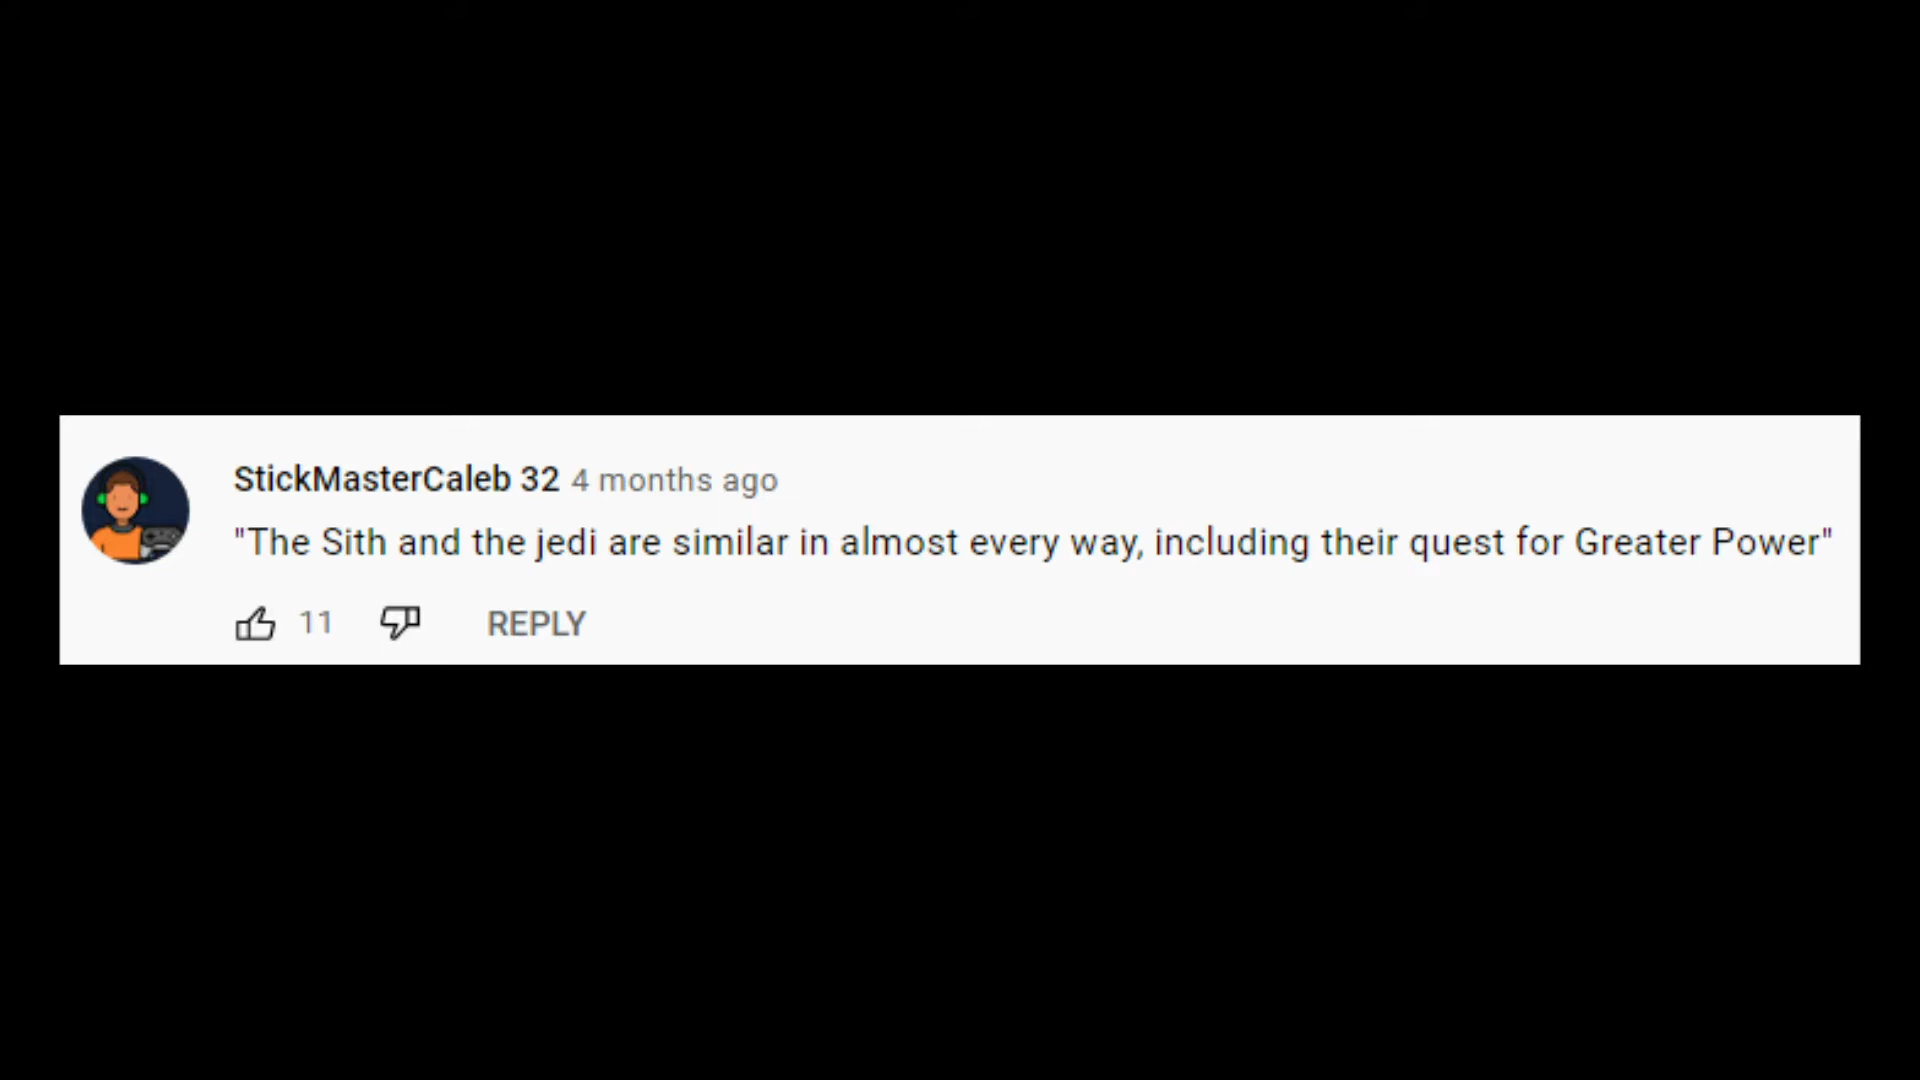 StickMasterCaleb 32 4 months ago
"The Sith and the jedi are similar in almost every way, including their quest for Greater Power"
11 REPLY